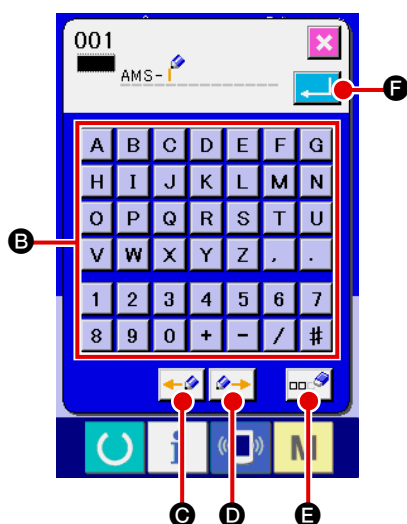 001
AMS-
A B C D E F G
H I J K L M N
O P Q R S T U
V W X Y Z , .
1 2 3 4 5 6 7
8 9 0 + - / #
i M
B
C
D
E
F